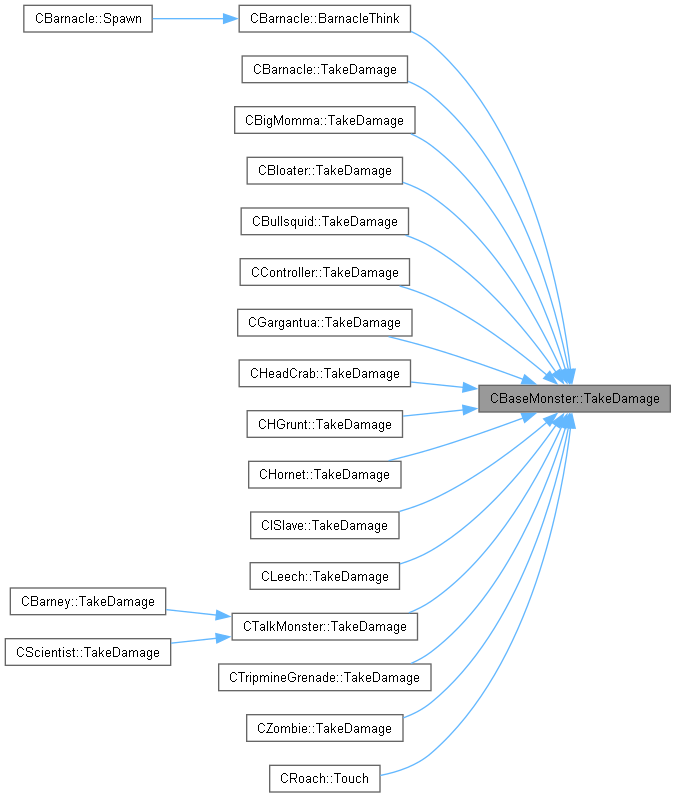 CBarnacle::Spawn
CBarnacle::BarnacleThink
CBarnacle::TakeDamage
CBigMomma::TakeDamage
CBloater::TakeDamage
CBullsquid::TakeDamage
CController::TakeDamage
CGargantua::TakeDamage
CHeadCrab::TakeDamage
CBaseMonster::TakeDamage
CHGrunt::TakeDamage
CHornet::TakeDamage
CISlave::TakeDamage
CLeech::TakeDamage
CBarney::TakeDamage
CTalkMonster::TakeDamage
CScientist::TakeDamage
CTripmineGrenade::TakeDamage
CZombie::TakeDamage
CRoach::Touch